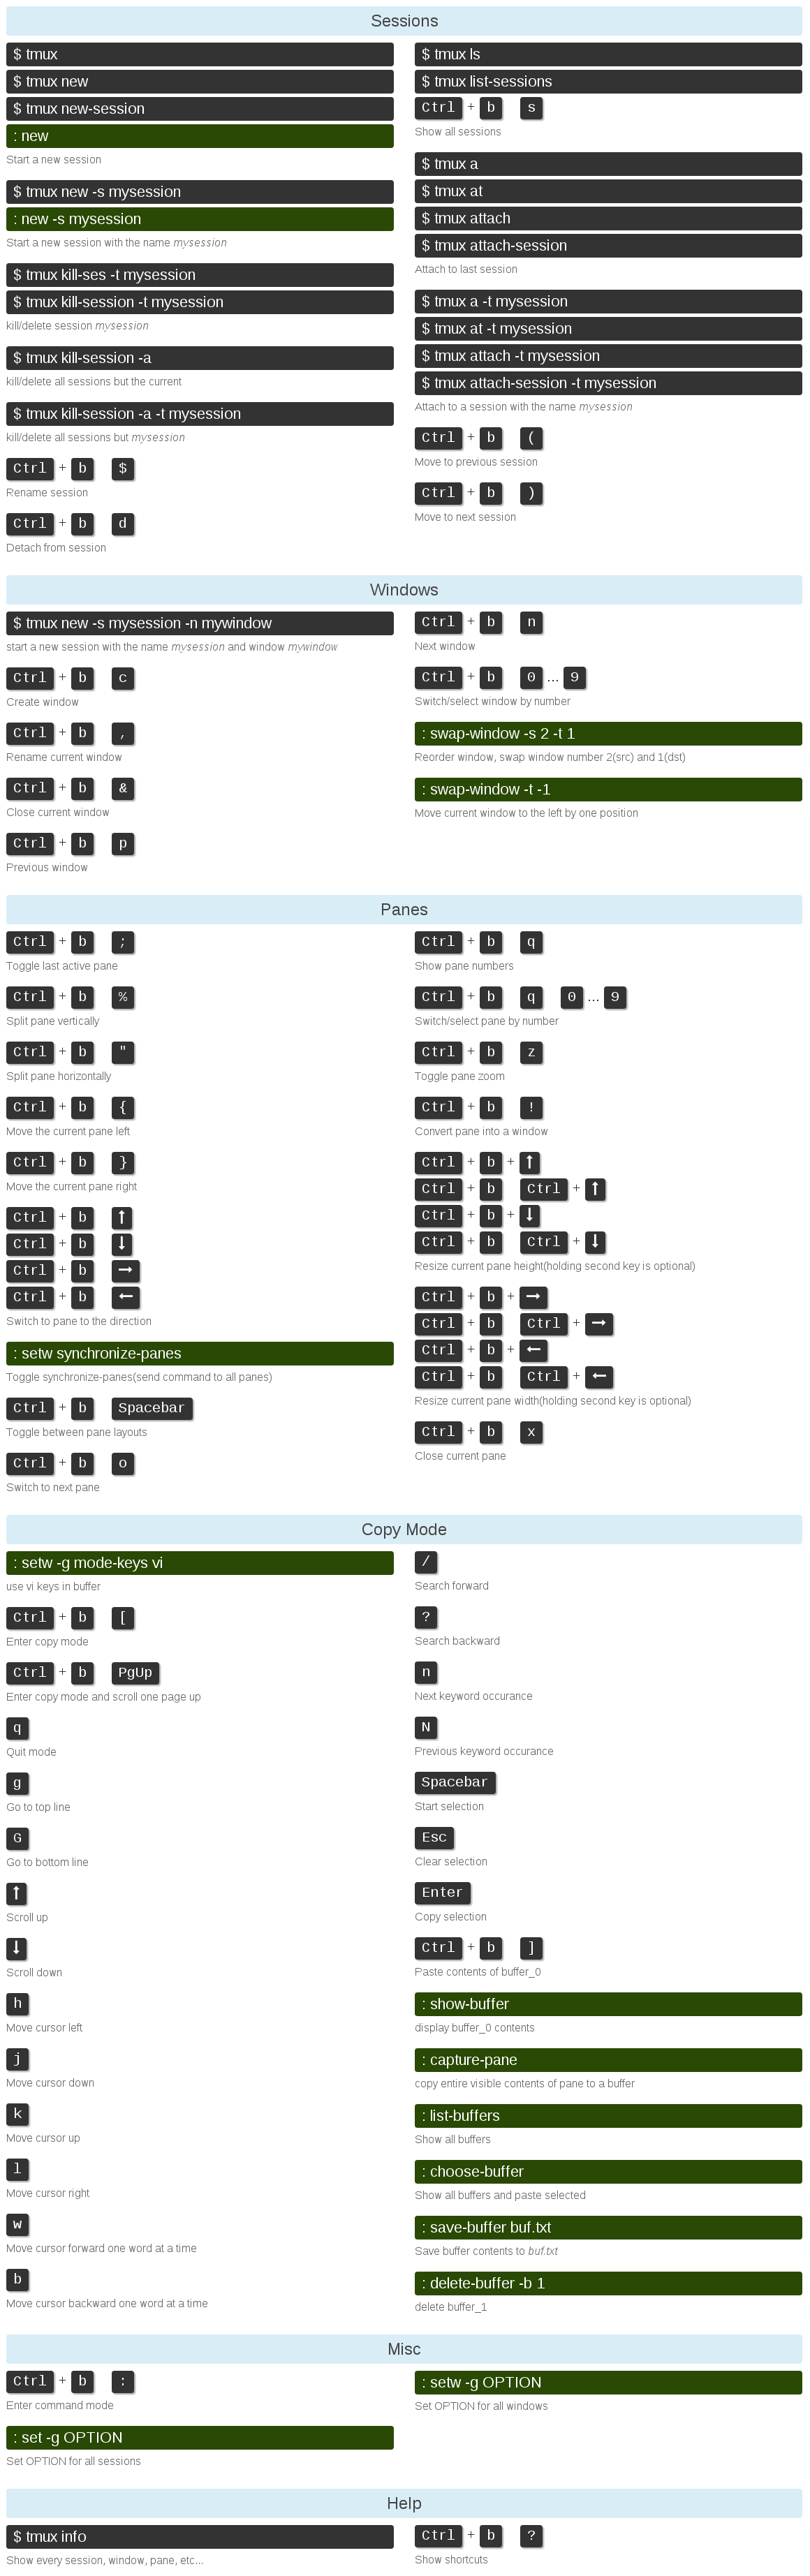 Sessions
$ tmux
$ tmux new
$ tmux new-session
: new
Start a new session
$ tmux new -s mysession
: new -s mysession
Start a new session with the name mysession
$ tmux kill-ses -t mysession
$ tmux kill-session -t mysession
kill/delete session mysession
$ tmux kill-session -a
kill/delete all sessions but the current
$ tmux kill-session -a -t mysession
kill/delete all sessions but mysession
Ctrl + b $
Rename session
Ctrl + b d
Detach from session
$ tmux ls
$ tmux list-sessions
Ctrl + b s
Show all sessions
$ tmux a
$ tmux at
$ tmux attach
$ tmux attach-session
Attach to last session
$ tmux a -t mysession
$ tmux at -t mysession
$ tmux attach -t mysession
$ tmux attach-session -t mysession
Attach to a session with the name mysession
Ctrl + b (
Move to previous session
Ctrl + b )
Move to next session
Windows
$ tmux new -s mysession -n mywindow
start a new session with the name mysession and window mywindow
Ctrl + b c
Create window
Ctrl + b ,
Rename current window
Ctrl + b &
Close current window
Ctrl + b p
Previous window
Ctrl + b n
Next window
Ctrl + b 0 ... 9
Switch/select window by number
: swap-window -s 2 -t 1
Reorder window, swap window number 2(src) and 1(dst)
: swap-window -t -1
Move current window to the left by one position
Panes
Ctrl + b ;
Toggle last active pane
Ctrl + b %
Split pane vertically
Ctrl + b "
Split pane horizontally
Ctrl + b {
Move the current pane left
Ctrl + b }
Move the current pane right
Ctrl + b ↑
Ctrl + b ↓
Ctrl + b →
Ctrl + b ←
Switch to pane to the direction
: setw synchronize-panes
Toggle synchronize-panes(send command to all panes)
Ctrl + b Spacebar
Toggle between pane layouts
Ctrl + b o
Switch to next pane
Ctrl + b q
Show pane numbers
Ctrl + b q 0 ... 9
Switch/select pane by number
Ctrl + b z
Toggle pane zoom
Ctrl + b !
Convert pane into a window
Ctrl + b + ↑
Ctrl + b Ctrl + ↑
Ctrl + b + ↓
Ctrl + b Ctrl + ↓
Resize current pane height(holding second key is optional)
Ctrl + b + →
Ctrl + b Ctrl + →
Ctrl + b + ←
Ctrl + b Ctrl + ←
Resize current pane width(holding second key is optional)
Ctrl + b x
Close current pane
Copy Mode
: setw -g mode-keys vi
use vi keys in buffer
Ctrl + b [
Enter copy mode
Ctrl + b PgUp
Enter copy mode and scroll one page up
q
Quit mode
g
Go to top line
G
Go to bottom line
↑
Scroll up
↓
Scroll down
h
Move cursor left
j
Move cursor down
k
Move cursor up
l
Move cursor right
w
Move cursor forward one word at a time
b
Move cursor backward one word at a time
/
Search forward
?
Search backward
n
Next keyword occurance
N
Previous keyword occurance
Spacebar
Start selection
Esc
Clear selection
Enter
Copy selection
Ctrl + b ]
Paste contents of buffer_0
: show-buffer
display buffer_0 contents
: capture-pane
copy entire visible contents of pane to a buffer
: list-buffers
Show all buffers
: choose-buffer
Show all buffers and paste selected
: save-buffer buf.txt
Save buffer contents to buf.txt
: delete-buffer -b 1
delete buffer_1
Misc
Ctrl + b :
Enter command mode
: set -g OPTION
Set OPTION for all sessions
: setw -g OPTION
Set OPTION for all windows
Help
$ tmux info
Show every session, window, pane, etc...
Ctrl + b ?
Show shortcuts